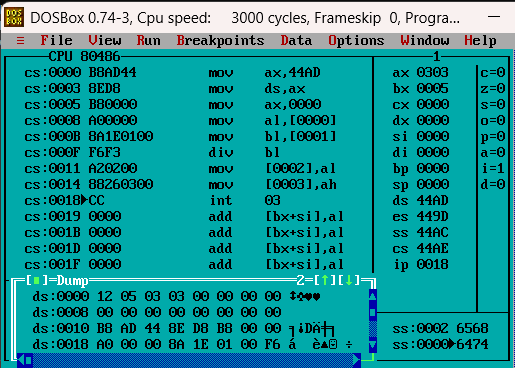 DOSBox 0.74-3, Cpu speed: 3000 cycles, Frameskip 0, Progra...
≡ File View Run Breakpoints Data Options Window Help
CPU 80486 1
cs:0000 B8AD44 mov ax,44AD ax 0303 c=0
cs:0003 8ED8 mov ds,ax bx 0005 z=0
cs:0005 B80000 mov ax,0000 cx 0000 s=0
cs:0008 A00000 mov al,[0000] dx 0000 o=0
cs:000B 8A1E0100 mov bl,[0001] si 0000 p=0
cs:000F F6F3 div bl di 0000 a=0
cs:0011 A20200 mov [0002],al bp 0000 i=1
cs:0014 88260300 mov [0003],ah sp 0000 d=0
cs:0018►CC int 03 ds 44AD
cs:0019 0000 add [bx+si],al es 449D
cs:001B 0000 add [bx+si],al ss 44AC
cs:001D 0000 add [bx+si],al cs 44AE
cs:001F 0000 add [bx+si],al ip 0018
[■]=Dump 2=[↑][↓]
ds:0000 12 05 03 03 00 00 00 00 ↕♣♥♥
ds:0008 00 00 00 00 00 00 00 00
ds:0010 B8 AD 44 8E D8 B8 00 00 ╕¡DÄ╪╕
ds:0018 A0 00 00 8A 1E 01 00 F6 á è▲☺ ÷
ss:0002 6568
ss:0000►6474